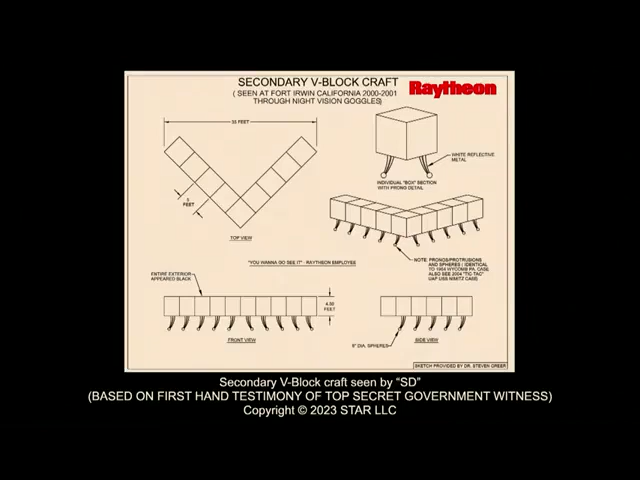 SECONDARY V-BLOCK CRAFT
( SEEN AT FORT IRWIN CALIFORNIA 2000-2001
THROUGH NIGHT VISION GOGGLES)
Raytheon
55 FEET
5
FEET
TOP VIEW
WHITE REFLECTIVE
METAL
INDIVIDUAL "BOX" SECTION
WITH PRONG DETAIL
"YOU WANNA GO SEE IT" - RAYTHEON EMPLOYEE
NOTE: PRONGS/PROTRUSIONS
AND SPHERES ( IDENTICAL
TO 1994 WYCOMB PA. CASE.
ALSO SEE 2004 "TIC-TAC"
UAP USS NIMITZ CASE)
ENTIRE EXTERIOR
APPEARED BLACK
FEET
FRONT VIEW
DIA. SPHERES
SIDE VIEW
SKETCH PROVIDED BY DR. STEVEN GREER
Secondary V-Block craft seen by "SD"
(BASED ON FIRST HAND TESTIMONY OF TOP SECRET GOVERNMENT WITNESS)
Copyright © 2023 STAR LLC